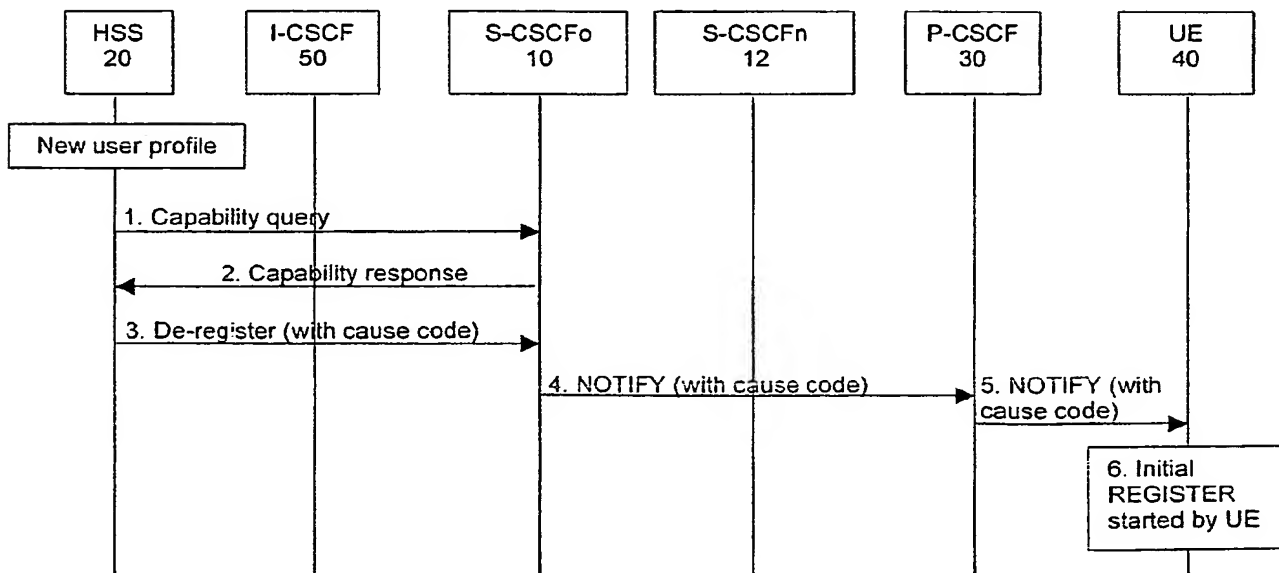 HSS
20
I-CSCF
50
S-CSCFo
10
S-CSCFn
12
P-CSCF
30
UE
40
New user profile
1. Capability query
2. Capability response
3. De-register (with cause code)
4. NOTIFY (with cause code)
5. NOTIFY (with
cause code)
6. Initial
REGISTER
started by UE